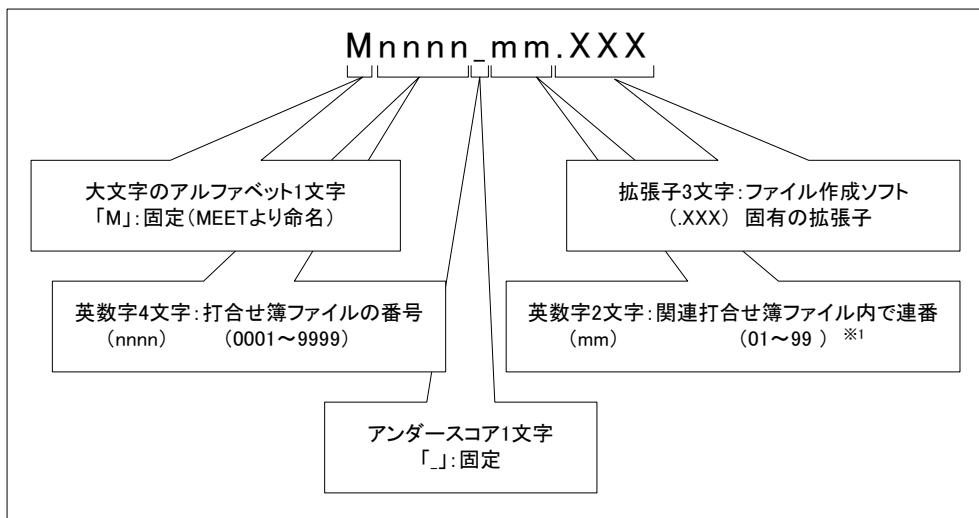 Mnnnn_mm.XXX
大文字のアルファベット1文字
「M」:固定(MEETより命名)
拡張子3文字:ファイル作成ソフト
(.XXX) 固有の拡張子
英数字4文字:打合せ簿ファイルの番号
(nnnn) (0001～9999)
英数字2文字:関連打合せ簿ファイル内で連番
(mm) (01～99 ) ※1
アンダースコア1文字
「_」:固定